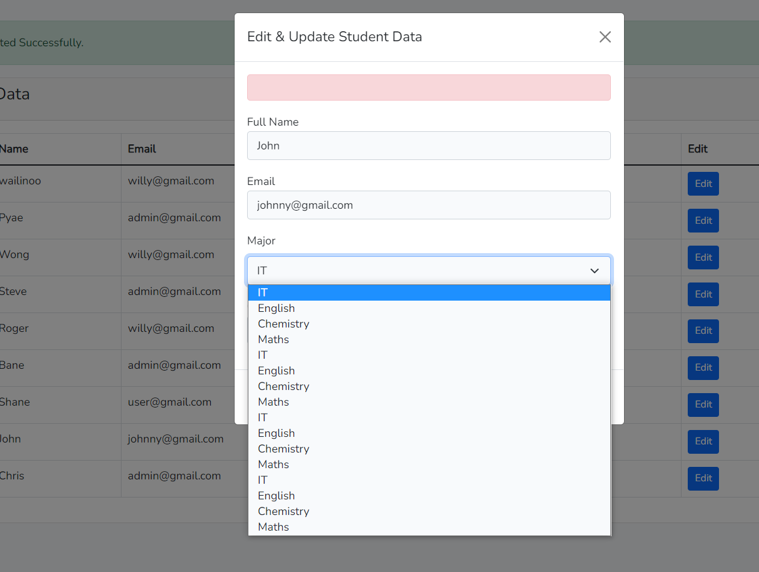 Edit & Update Student Data
ted Successfully.
Data
Full Name
John
Name Email Edit
wailinoo willy@gmail.com Edit
Email
johnny@gmail.com
Pyae admin@gmail.com Edit
Major
Wong willy@gmail.com Edit
IT
Steve admin@gmail.com Edit
IT
English
Chemistry
Roger willy@gmail.com Edit
Maths
IT
Bane admin@gmail.com Edit
English
Chemistry
Shane user@gmail.com Edit
Maths
IT
English
John johnny@gmail.com Edit
Chemistry
Maths
Chris admin@gmail.com Edit
IT
English
Chemistry
Maths